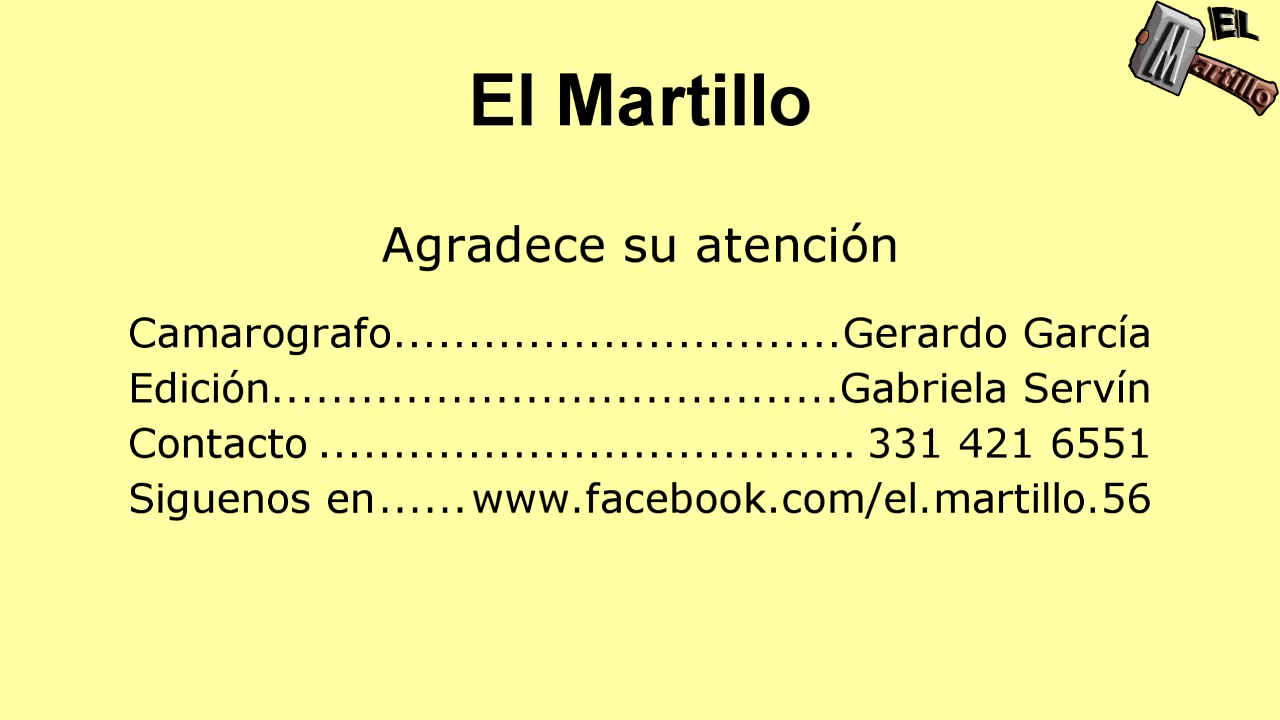 EL
Martillo
El Martillo
Agradece su atención
Camarografo..............................Gerardo García
Edición......................................Gabriela Servín
Contacto .................................... 331 421 6551
Siguenos en......www.facebook.com/el.martillo.56